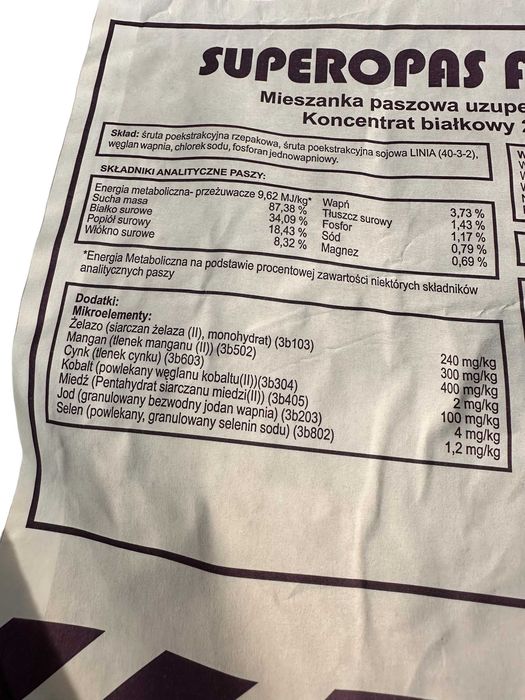 SUPEROPAS
Mieszanka paszowa
Koncentrat białkowy
Skład: śruta poekstrakcyjna rzepakowa, śruta poekstrakcyjna sojowa LINIA (40-3-2),
węglan wapnia, chlorek sodu, fosforan jednowapniowy.
SKŁADNIKI ANALITYCZNE PASZY:
Energia metaboliczna- przeżuwacze 9,62 MJ/kg*
Sucha masa 87,38 %
Białko surowe 34,09 %
Popiół surowy 18,43 %
Włókno surowe 8,32 %
Wapń 3,73 %
Tłuszcz surowy 1,43 %
Fosfor 1,17 %
Sód 0,79 %
Magnez 0,69 %
*Energia Metaboliczna na podstawie procentowej zawartości niektórych składników
analitycznych paszy
Dodatki:
Mikroelementy:
Żelazo (siarczan żelaza (II), monohydrat) (3b103) 240 mg/kg
Mangan (tlenek manganu (II)) (3b502) 300 mg/kg
Cynk (tlenek cynku) (3b603) 400 mg/kg
Kobalt (powlekany węglanu kobaltu(II))(3b304) 2 mg/kg
Miedź (Pentahydrat siarczanu miedzi(II)) (3b405) 100 mg/kg
Jod (granulowany bezwodny jodan wapnia) (3b203) 4 mg/kg
Selen (powlekany, granulowany selenin sodu) (3b802) 1,2 mg/kg